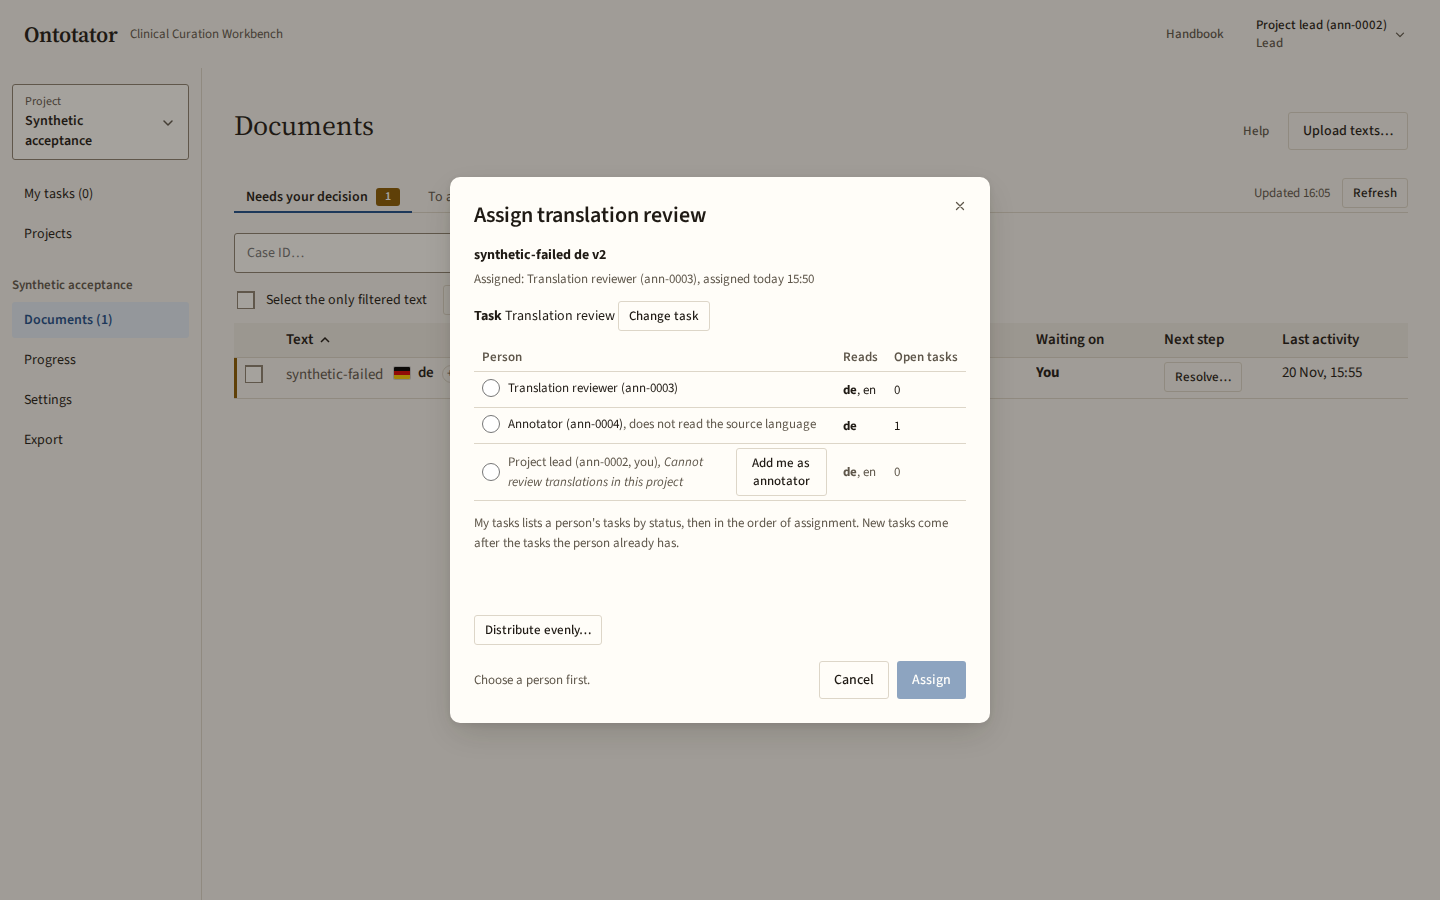 Ontotator Clinical Curation Workbench
Handbook
Project lead (ann-0002)
Lead
Project
Synthetic
acceptance
My tasks (0)
Projects
Synthetic acceptance
Documents (1)
Progress
Settings
Export
Documents
Help
Upload texts…
Needs your decision 1
To
Updated 16:05
Refresh
Case ID…
Select the only filtered text
Text
Waiting on
Next step
Last activity
synthetic-failed
de
You
Resolve…
20 Nov, 15:55
Assign translation review
×
synthetic-failed de v2
Assigned: Translation reviewer (ann-0003), assigned today 15:50
Task Translation review
Change task
Person
Reads
Open tasks
Translation reviewer (ann-0003)
de, en
0
Annotator (ann-0004), does not read the source language
de
1
Project lead (ann-0002, you), Cannot
review translations in this project
Add me as
annotator
de, en
0
My tasks lists a person's tasks by status, then in the order of assignment. New tasks come
after the tasks the person already has.
Distribute evenly…
Choose a person first.
Cancel
Assign